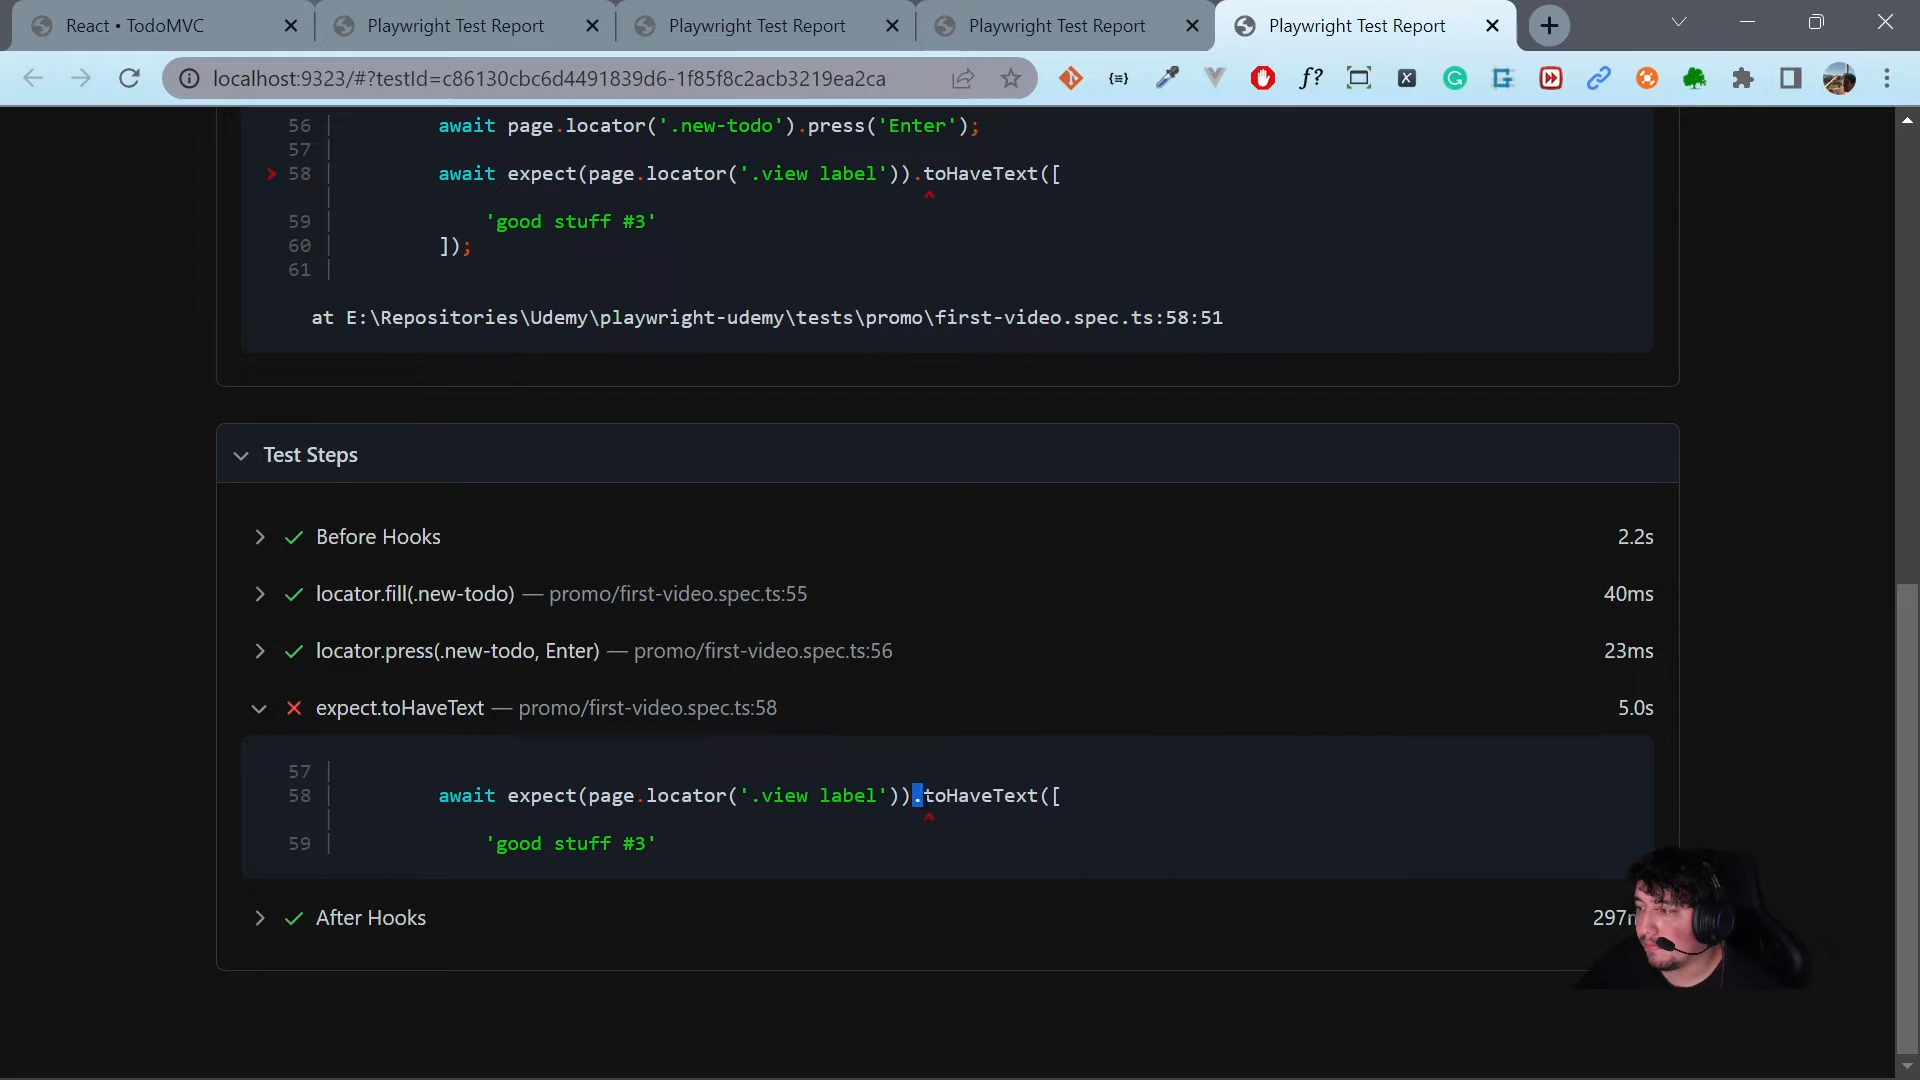 React • TodoMVC
Playwright Test Report
Playwright Test Report
Playwright Test Report
Playwright Test Report
localhost:9323/#?testId=c86130cbc6d4491839d6-1f85f8c2acb3219ea2ca
56 | await page.locator('.new-todo').press('Enter');
57 |
> 58 | await expect(page.locator('.view label')).toHaveText([
| ^
59 | 'good stuff #3'
60 | ]);
61 |
at E:\Repositories\Udemy\playwright-udemy\tests\promo\first-video.spec.ts:58:51
Test Steps
Before Hooks 2.2s
locator.fill(.new-todo) — promo/first-video.spec.ts:55 40ms
locator.press(.new-todo, Enter) — promo/first-video.spec.ts:56 23ms
expect.toHaveText — promo/first-video.spec.ts:58 5.0s
57 |
58 | await expect(page.locator('.view label')).toHaveText([
| ^
59 | 'good stuff #3'
After Hooks